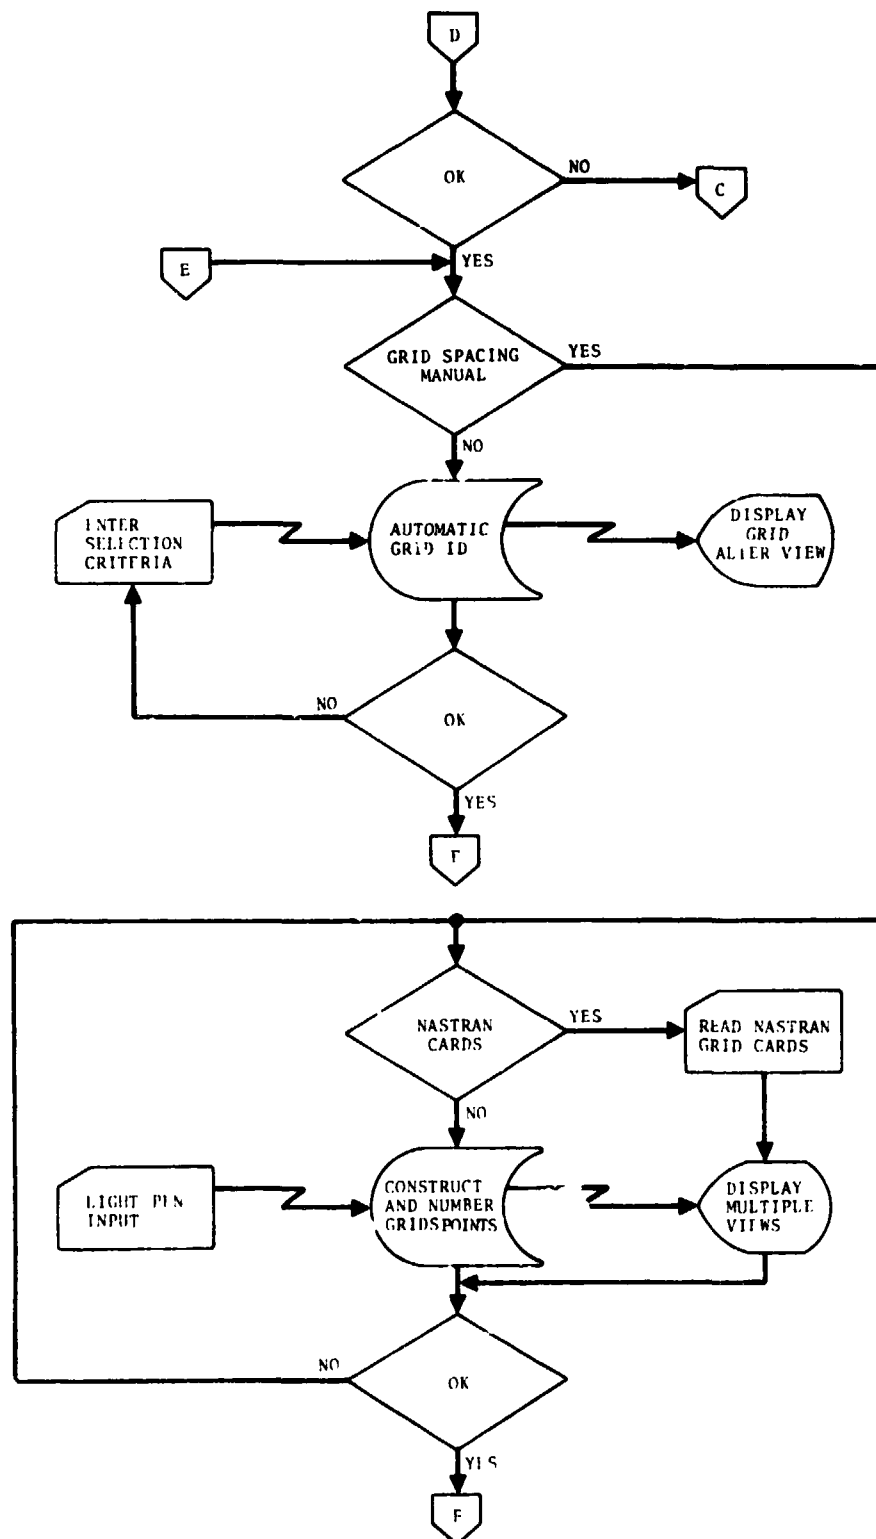 D
OK
NO
C
E
YES
GRID SPACING
MANUAL
YES
NO
ENTER
SELECTION
CRITERIA
AUTOMATIC
GRID ID
DISPLAY
GRID
ALTER VIEW
NO
OK
YES
F
NASTRAN
CARDS
YES
READ NASTRAN
GRID CARDS
NO
LIGHT PEN
INPUT
CONSTRUCT
AND NUMBER
GRIDSPOINTS
DISPLAY
MULTIPLE
VIEWS
NO
OK
YES
F